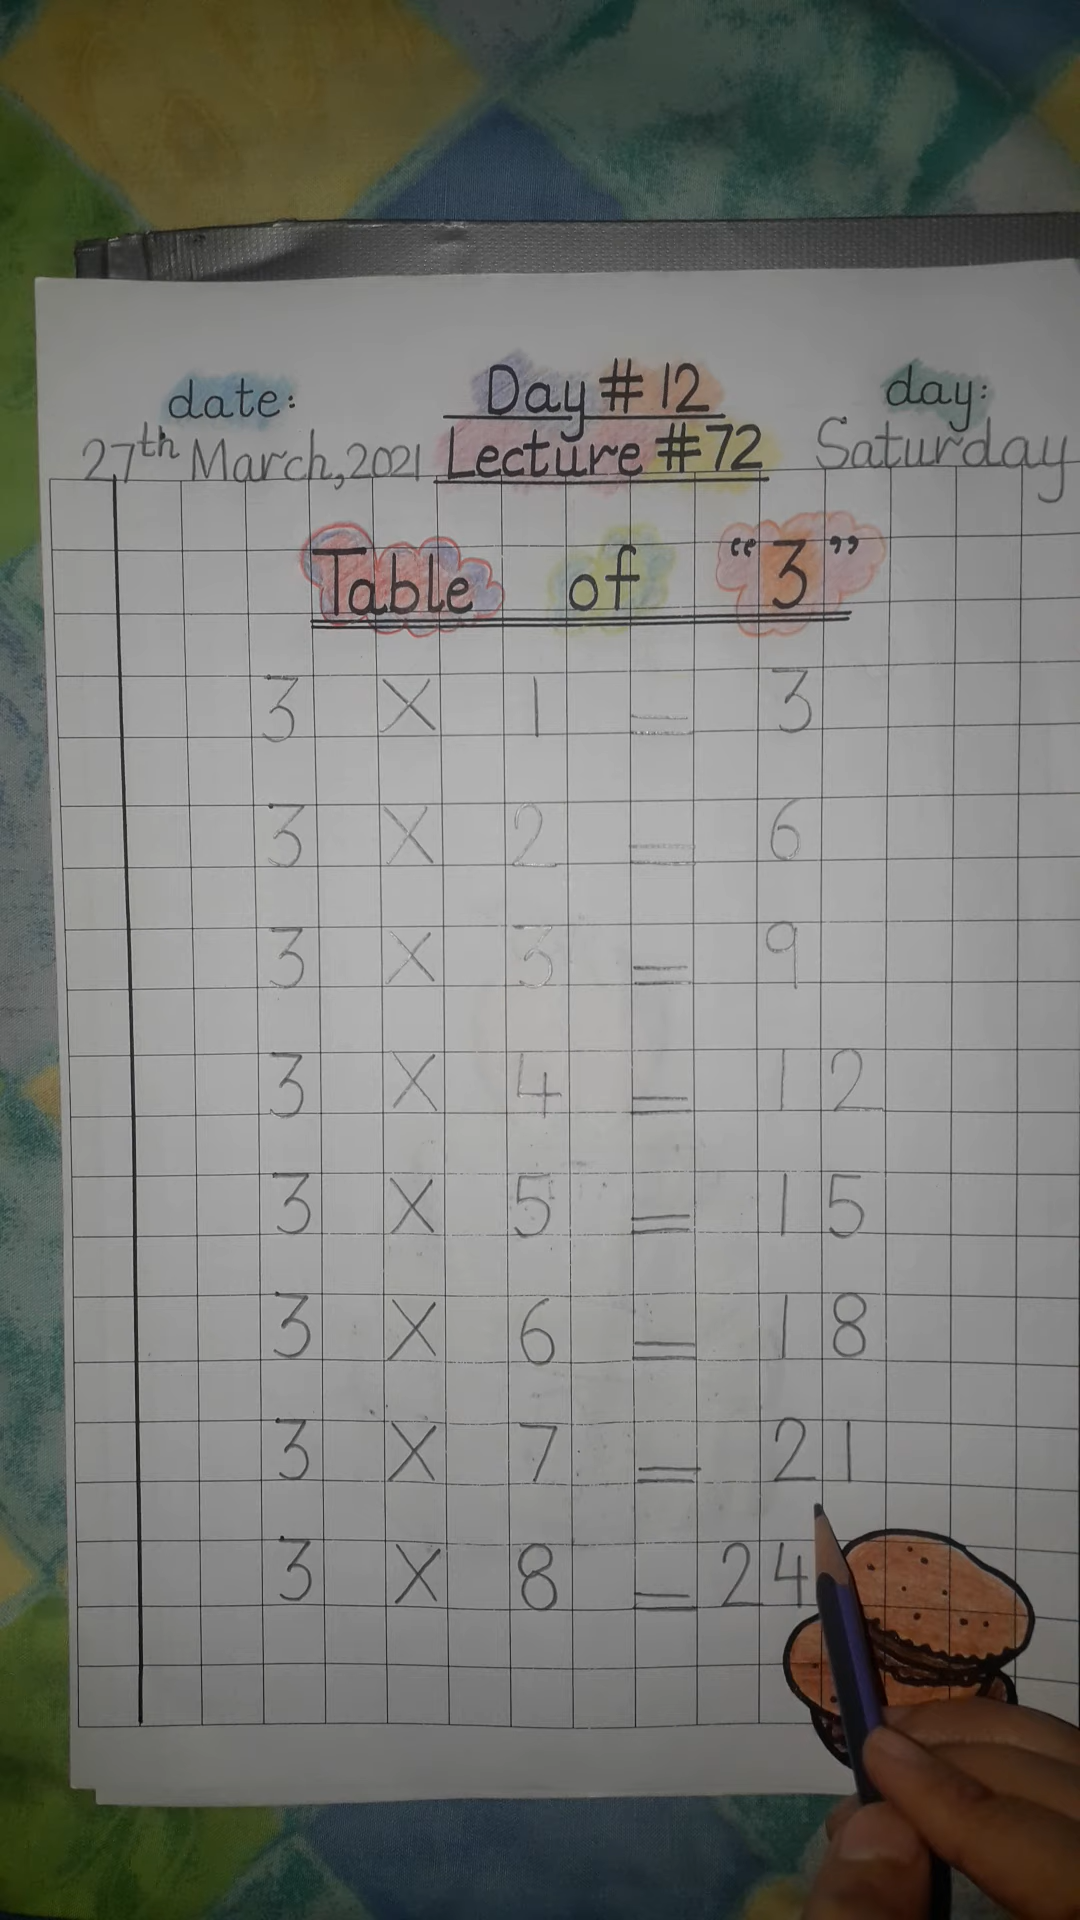 date: Day # 12 day:
27th March, 2021 Lecture #72 Saturday
Table of “3”
3 X 1 = 3
3 X 2 = 6
3 X 3 = 9
3 X 4 = 12
3 X 5 = 15
3 X 6 = 18
3 X 7 = 21
3 X 8 = 24